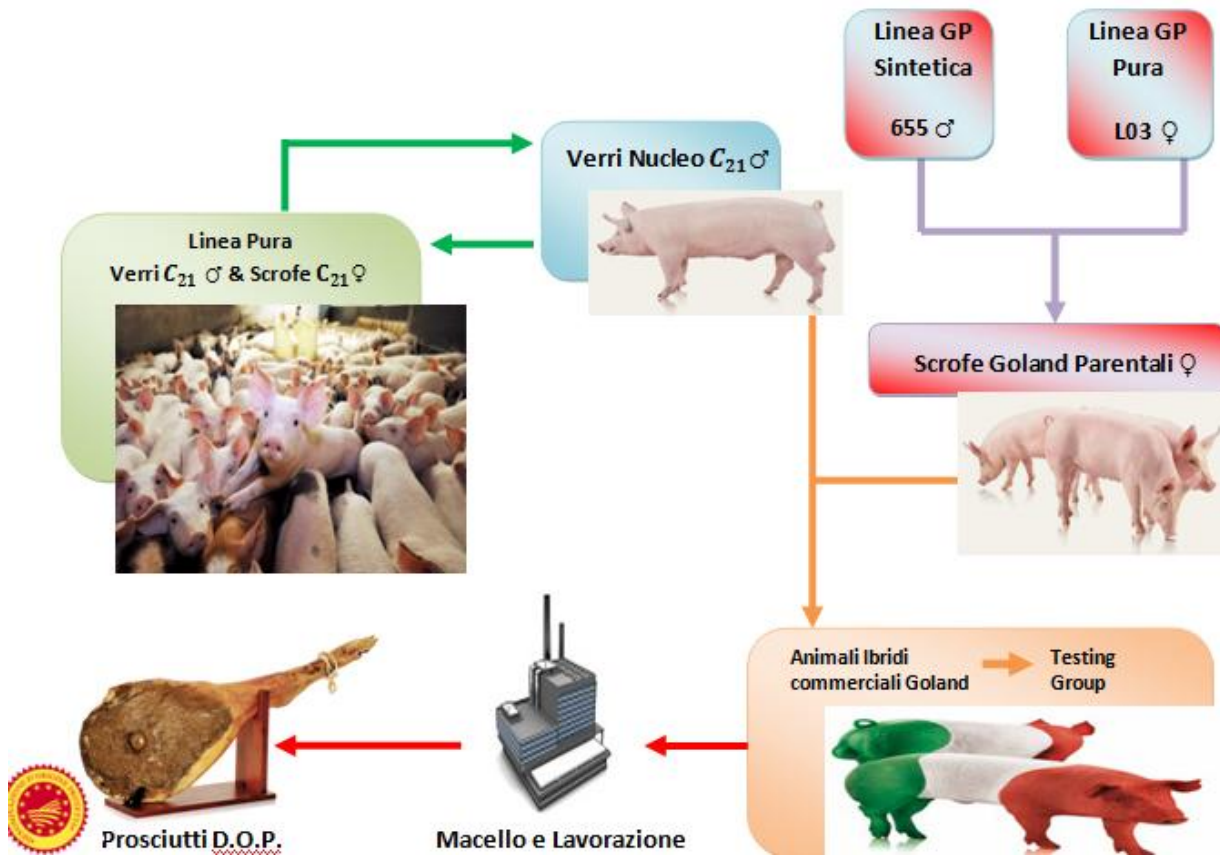 Linea GP
Sintetica
655 ♂
Linea GP
Pura
L03 ♀
Verri Nucleo C₂₁♂
Linea Pura
Verri C₂₁ ♂ & Scrofe C₂₁♀
Scrofe Goland Parentali ♀
Animali Ibridi
commerciali Goland
Testing
Group
Prosciutti D.O.P.
Macello e Lavorazione